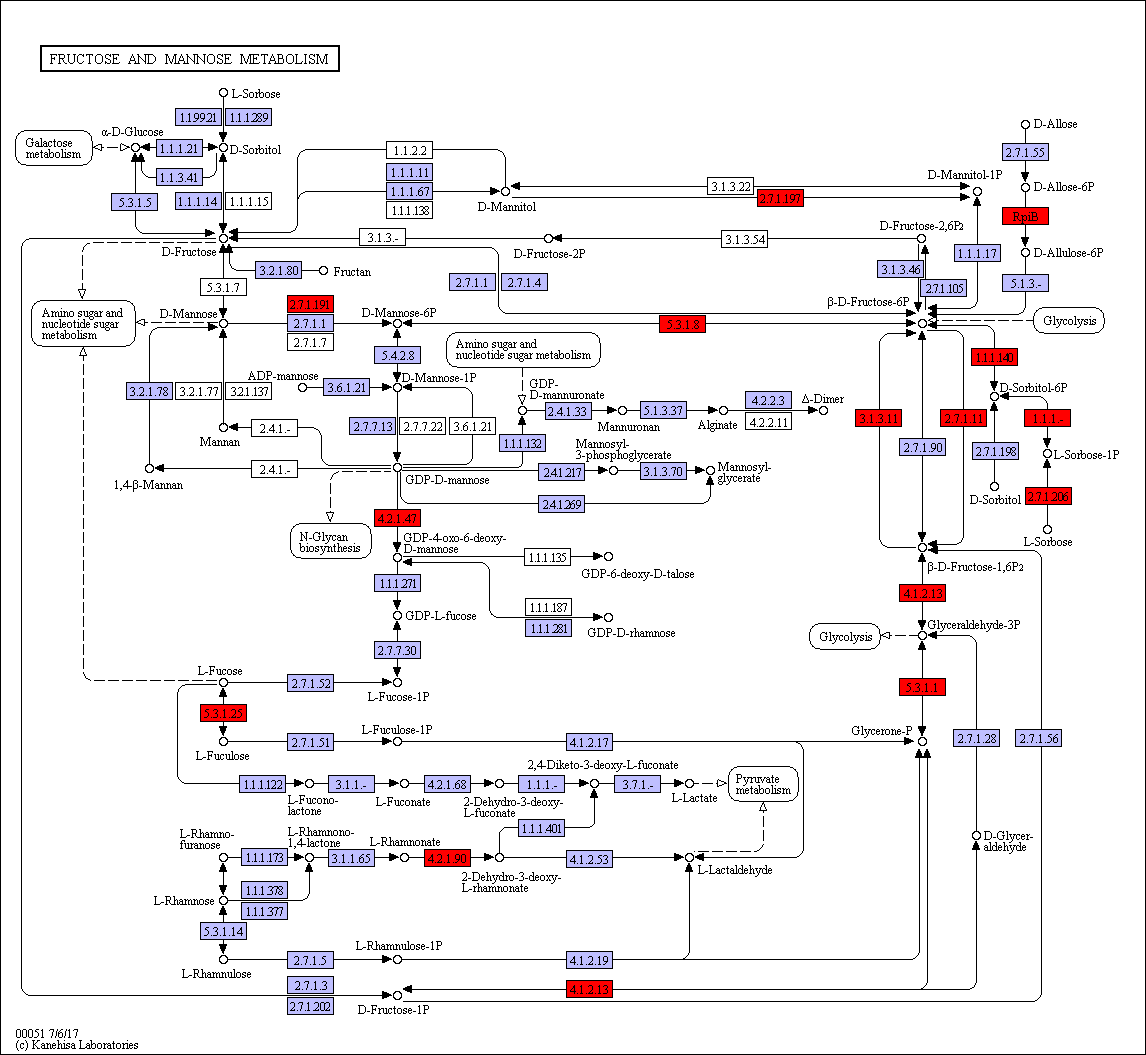 FRUCTOSE AND MANNOSE METABOLISM
L-Sorbose
1.1.99.21
1.1.1.289
α-D-Glucose
Galactose
metabolism
1.1.1.21
D-Sorbitol
1.1.3.41
5.3.1.5
1.1.1.14
1.1.1.15
1.1.2.2
1.1.1.11
1.1.1.67
1.1.1.138
D-Mannitol
3.1.3.22
2.7.1.197
D-Mannitol-1P
D-Allose
2.7.1.55
D-Allose-6P
RpiB
D-Allulose-6P
5.1.3.-
D-Fructose
3.1.3.-
D-Fructose-2P
3.1.3.54
D-Fructose-2,6P2
1.1.1.17
3.1.3.46
2.7.1.105
3.2.1.80
Fructan
2.7.1.1
2.7.1.4
5.3.1.7
β-D-Fructose-6P
Glycolysis
Amino sugar and
nucleotide sugar
metabolism
D-Mannose
2.7.1.191
2.7.1.1
2.7.1.7
D-Mannose-6P
5.3.1.8
5.4.2.8
Amino sugar and
nucleotide sugar metabolism
1.1.1.140
D-Sorbitol-6P
ADP-mannose
3.6.1.21
D-Mannose-1P
GDP-
D-mannuronate
3.2.1.78
3.2.1.77
3.2.1.137
2.4.1.33
Mannuronan
5.1.3.37
Alginate
4.2.2.3
4.2.2.11
Δ-Dimer
3.1.3.11
2.7.1.11
1.1.1.-
Mannan
2.4.1.-
2.7.7.13
2.7.7.22
3.6.1.21
1.1.1.132
2.7.1.90
2.7.1.198
L-Sorbose-1P
Mannosyl-
3-phosphoglycerate
1,4-β-Mannan
2.4.1.-
GDP-D-mannose
2.4.1.217
3.1.3.70
Mannosyl-
glycerate
2.4.1.269
D-Sorbitol
2.7.1.206
L-Sorbose
N-Glycan
biosynthesis
4.2.1.47
GDP-4-oxo-6-deoxy-
D-mannose
1.1.1.135
GDP-6-deoxy-D-talose
β-D-Fructose-1,6P2
1.1.1.271
4.1.2.13
GDP-L-fucose
1.1.1.187
1.1.1.281
GDP-D-rhamnose
Glycolysis
Glyceraldehyde-3P
2.7.7.30
L-Fucose
2.7.1.52
L-Fucose-1P
5.3.1.1
5.3.1.25
L-Fuculose
2.7.1.51
L-Fuculose-1P
4.1.2.17
Glycerone-P
2.7.1.28
2.7.1.56
2,4-Diketo-3-deoxy-L-fuconate
1.1.1.122
L-Fucono-
lactone
3.1.1.-
L-Fuconate
4.2.1.68
2-Dehydro-3-deoxy-
L-fuconate
1.1.1.-
3.7.1.-
L-Lactate
Pyruvate
metabolism
1.1.1.401
L-Rhamno-
furanose
1.1.1.173
L-Rhamnono-
1,4-lactone
3.1.1.65
L-Rhamnonate
4.2.1.90
2-Dehydro-3-deoxy-
L-rhamnonate
4.1.2.53
L-Lactaldehyde
D-Glycer-
aldehyde
1.1.1.378
1.1.1.377
L-Rhamnose
5.3.1.14
L-Rhamnulose
2.7.1.5
L-Rhamnulose-1P
4.1.2.19
2.7.1.3
2.7.1.202
D-Fructose-1P
4.1.2.13
00051 7/6/17
(c) Kanehisa Laboratories